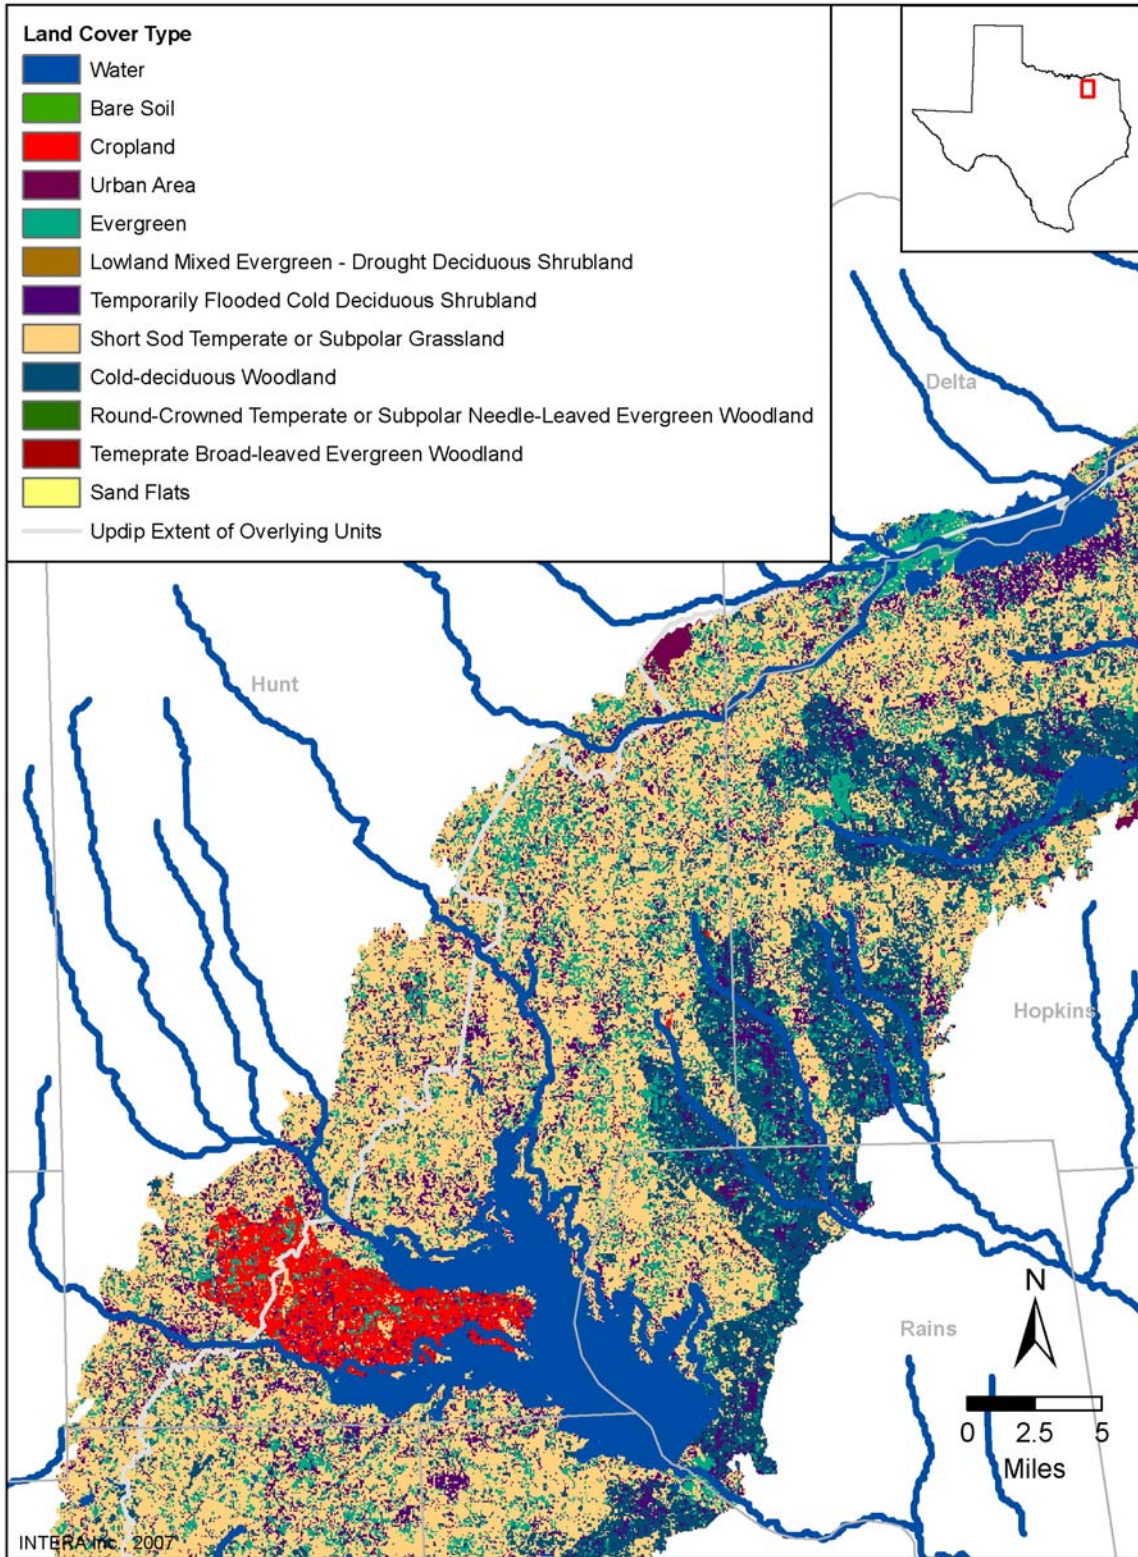 Land Cover Type
Water
Bare Soil
Cropland
Urban Area
Evergreen
Lowland Mixed Evergreen - Drought Deciduous Shrubland
Temporarily Flooded Cold Deciduous Shrubland
Short Sod Temperate or Subpolar Grassland
Cold-deciduous Woodland
Round-Crowned Temperate or Subpolar Needle-Leaved Evergreen Woodland
Temeprate Broad-leaved Evergreen Woodland
Sand Flats
Updip Extent of Overlying Units
Delta
Hunt
Hopkins
Rains
N
0 2.5 5
Miles
INTERA Inc., 2007